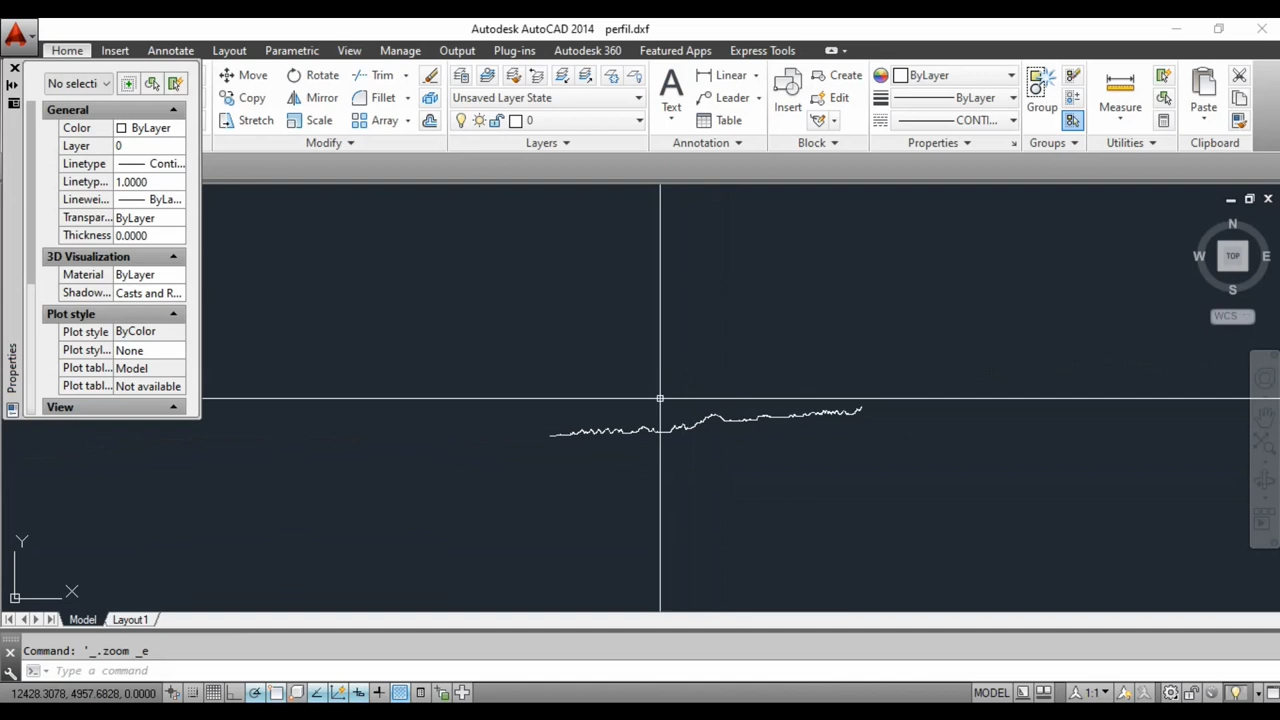 Autodesk AutoCAD 2014 perfil.dxf
Home Insert Annotate Layout Parametric View Manage Output Plug-ins Autodesk 360 Featured Apps Express Tools
No selecti
Move Rotate Trim
Copy Mirror Fillet
Stretch Scale Array
Modify
Unsaved Layer State
0
Layers
Text
Linear
Leader
Table
Annotation
Insert
Create
Edit
Block
ByLayer
ByLayer
CONTI...
Properties
Group
Groups
Measure
Utilities
Paste
Clipboard
General
Color ByLayer
Layer 0
Linetype Conti...
Linetyp... 1.0000
Linewei... ByLa...
Transpar... ByLayer
Thickness 0.0000
3D Visualization
Material ByLayer
Shadow... Casts and R...
Plot style
Plot style ByColor
Plot styl... None
Plot tabl... Model
Plot tabl... Not available
View
Properties
N
W TOP E
S
WCS
Y
X
Model Layout1
Command: '_.zoom _e
Type a command
12428.3078, 4957.6828, 0.0000
MODEL 1:1